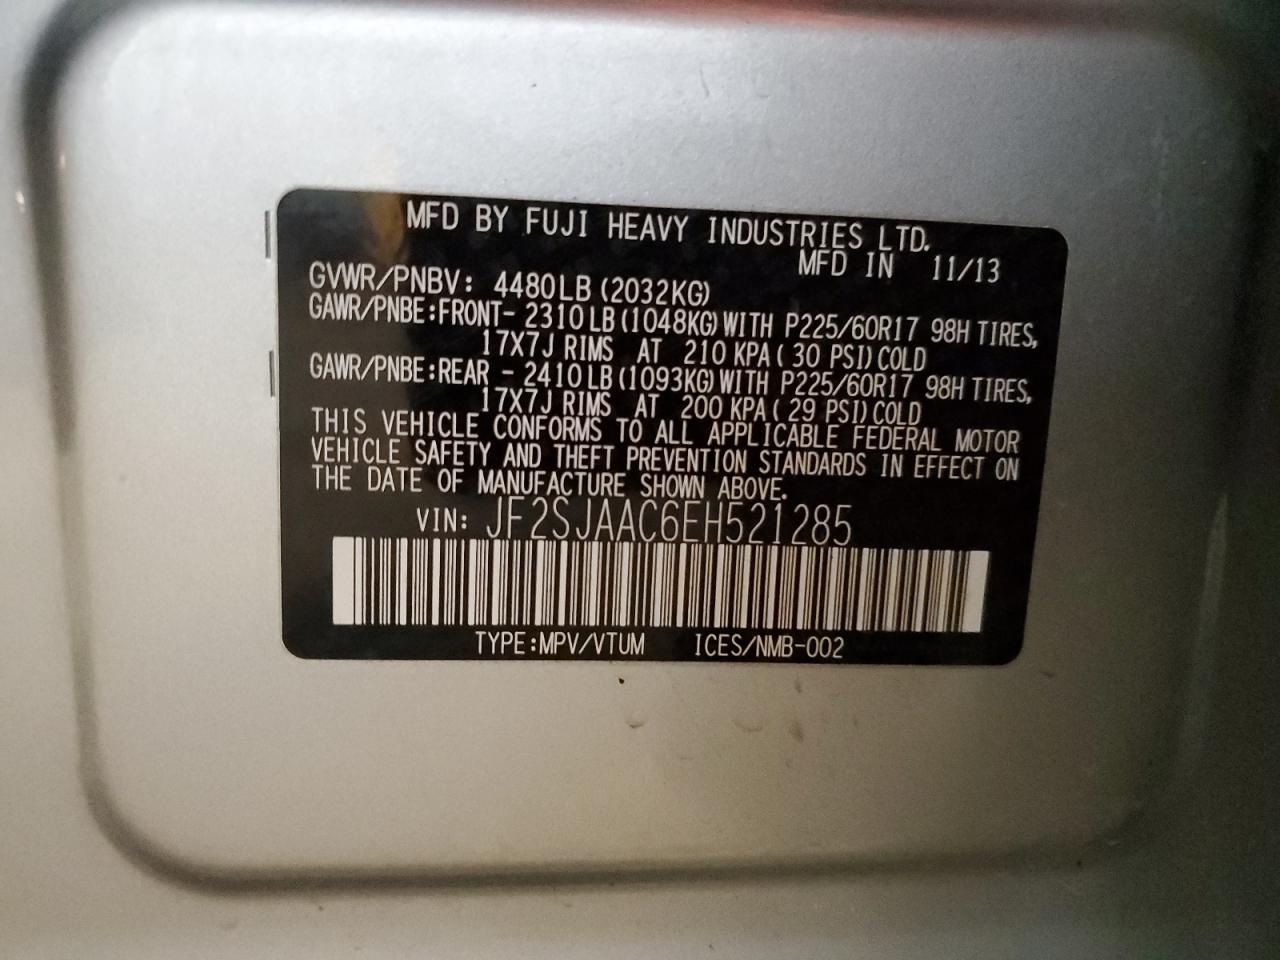 MFD BY FUJI HEAVY INDUSTRIES LTD.
MFD IN 11/13
GVWR/PNBV: 4480LB (2032KG)
GAWR/PNBE:FRONT- 2310LB (1048KG) WITH P225/60R17 98H TIRES,
17X7J RIMS AT 210 KPA ( 30 PSI) COLD
GAWR/PNBE:REAR - 2410LB (1093KG) WITH P225/60R17 98H TIRES,
17X7J RIMS AT 200 KPA ( 29 PSI) COLD
THIS VEHICLE CONFORMS TO ALL APPLICABLE FEDERAL MOTOR
VEHICLE SAFETY AND THEFT PREVENTION STANDARDS IN EFFECT ON
THE DATE OF MANUFACTURE SHOWN ABOVE.
VIN: JF2SJAAC6EH521285
TYPE:MPV/VTUM ICES/NMB-002